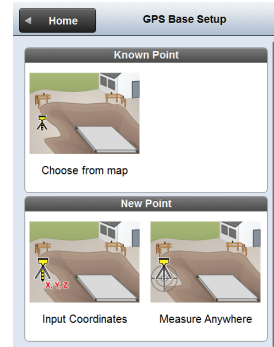 Home
GPS Base Setup
Known Point
Choose from map
New Point
X, Y, Z
Input Coordinates
Measure Anywhere